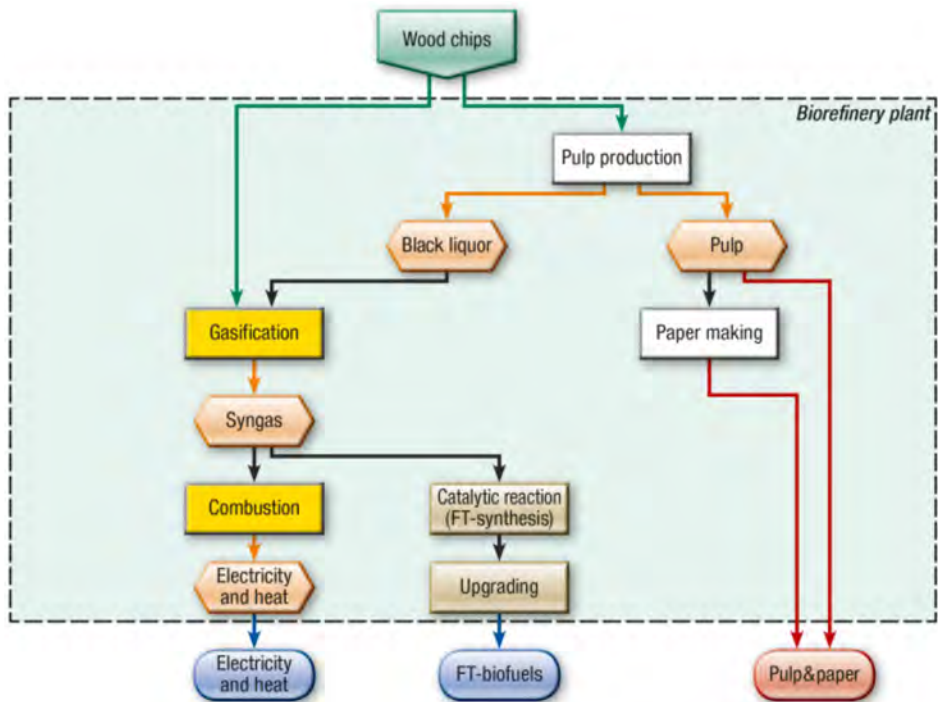 Wood chips
Biorefinery plant
Pulp production
Black liquor
Pulp
Gasification
Paper making
Syngas
Combustion
Catalytic reaction
(FT-synthesis)
Electricity
and heat
Upgrading
Electricity
and heat
FT-biofuels
Pulp&paper